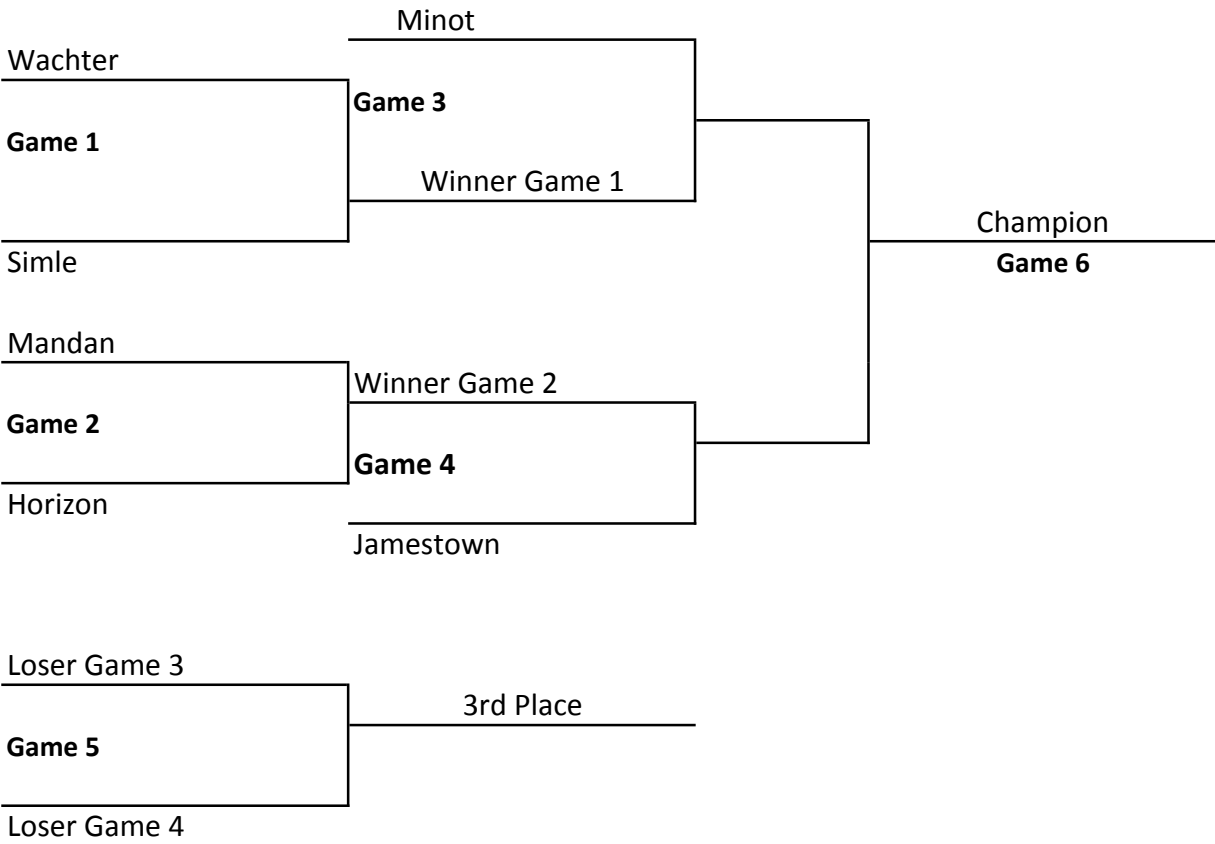 Minot
Wachter
Game 3
Game 1
Winner Game 1
Champion
Simle
Game 6
Mandan
Winner Game 2
Game 2
Game 4
Horizon
Jamestown
Loser Game 3
3rd Place
Game 5
Loser Game 4